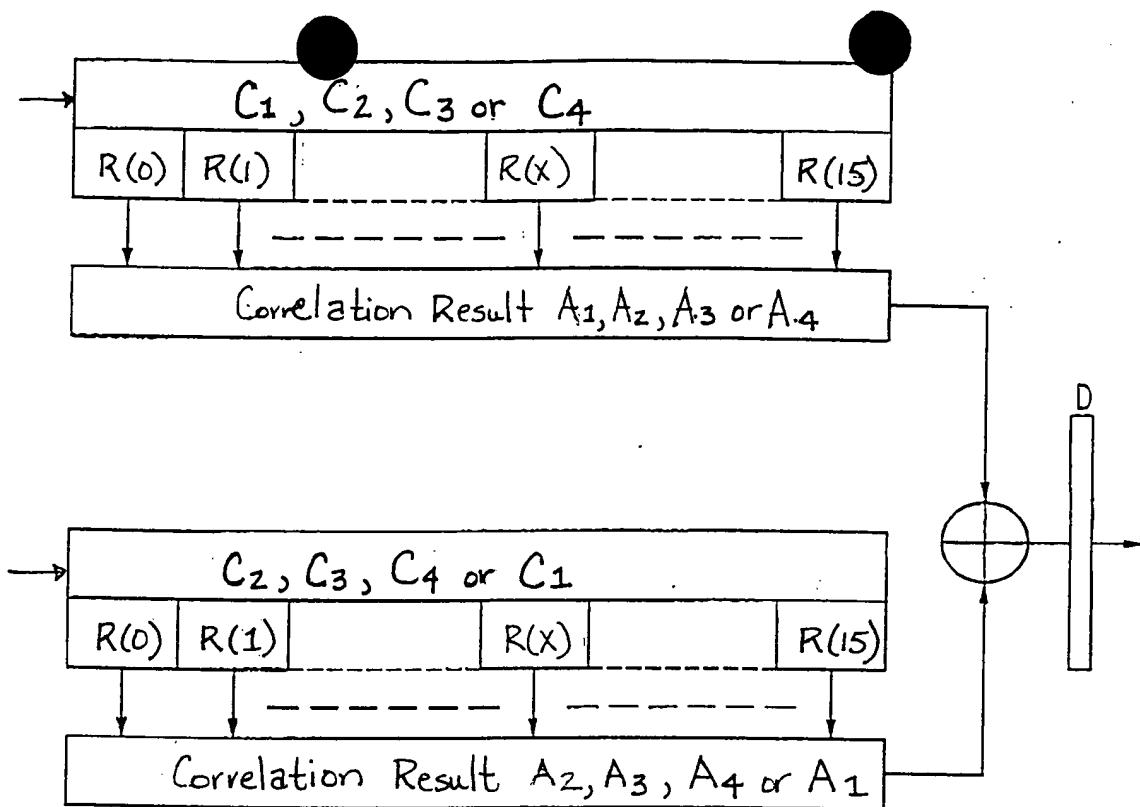 C1, C2, C3 or C4
R(0) R(1) R(X) R(15)
Correlation Result A1, A2, A3 or A4
D
C2, C3, C4 or C1
R(0) R(1) R(X) R(15)
Correlation Result A2, A3, A4 or A1